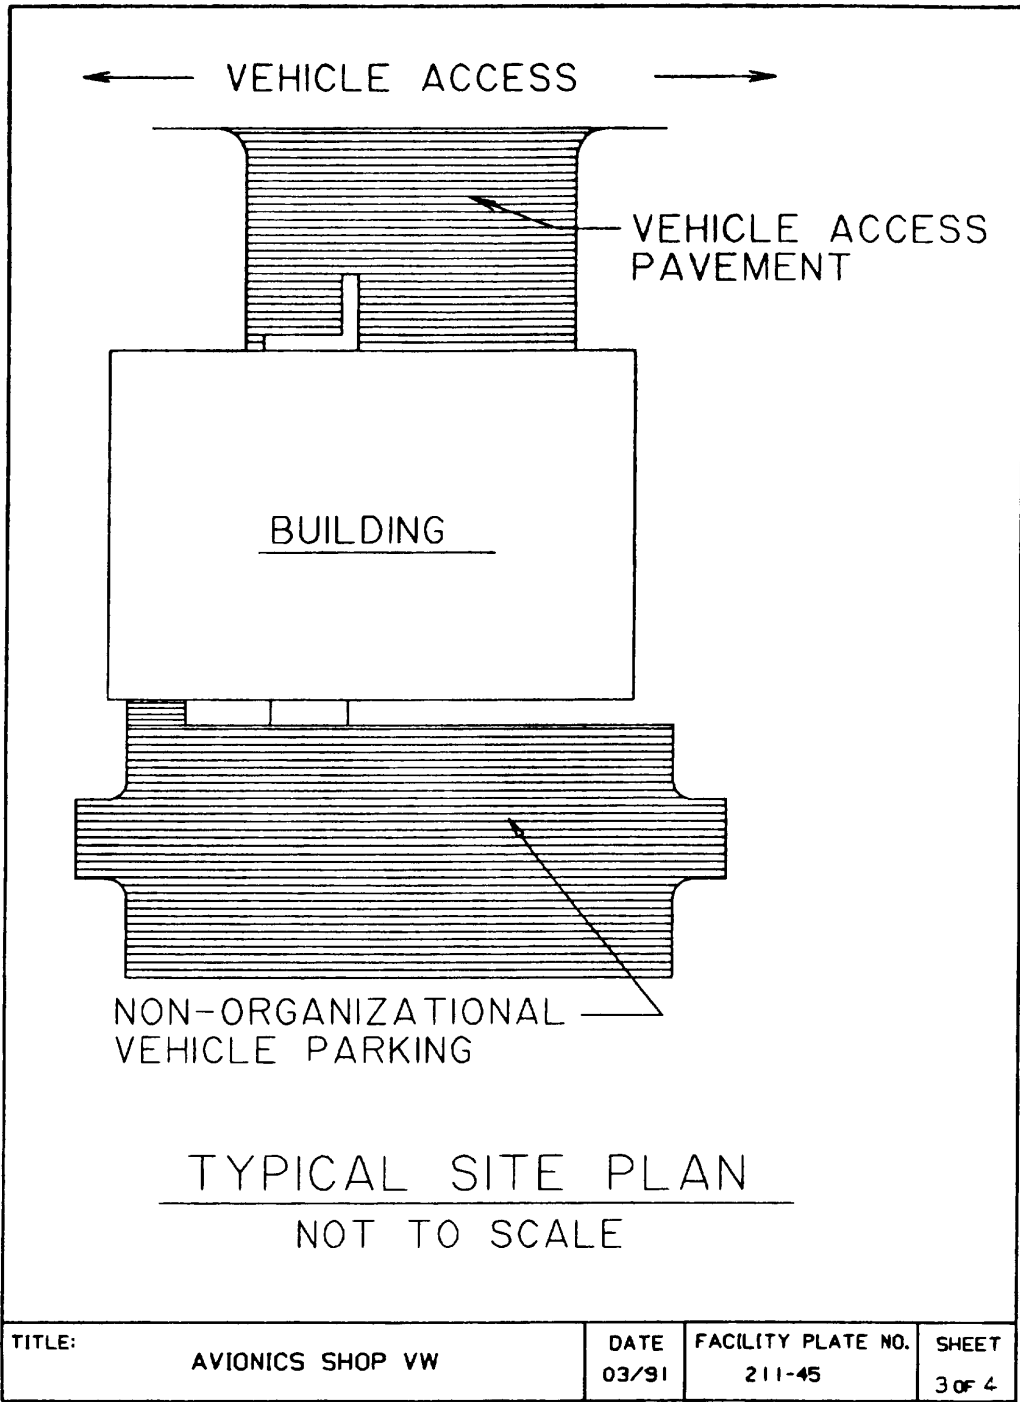 VEHICLE ACCESS
VEHICLE ACCESS
PAVEMENT
BUILDING
NON-ORGANIZATIONAL
VEHICLE PARKING
TYPICAL SITE PLAN
NOT TO SCALE
TITLE:
AVIONICS SHOP VW
DATE
03/91
FACILITY PLATE NO.
211-45
SHEET
3 OF 4